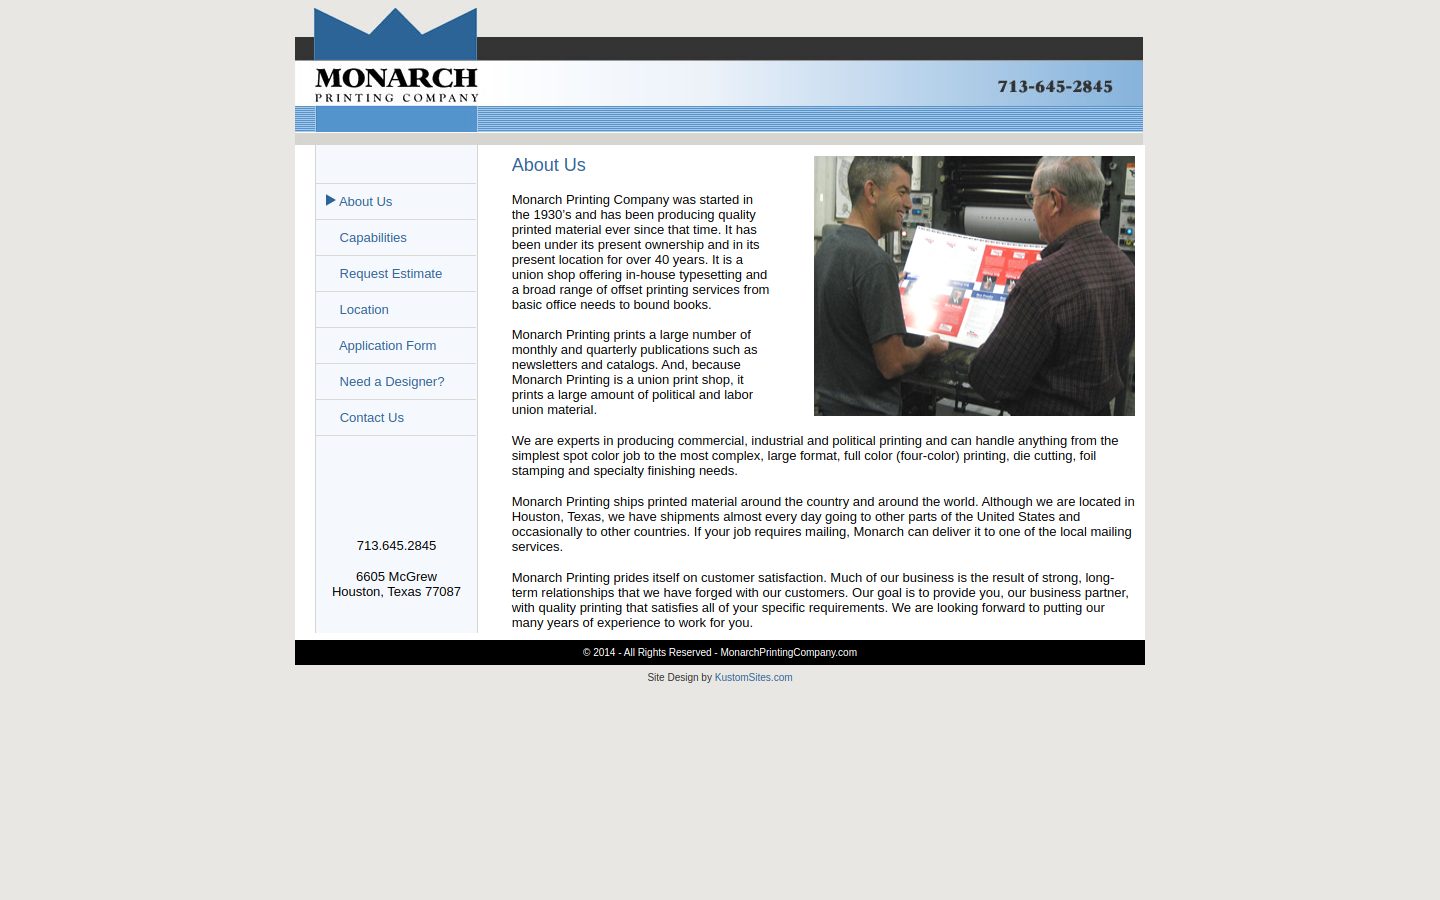 MONARCH
PRINTING COMPANY
713-645-2845
About Us
Capabilities
Request Estimate
Location
Application Form
Need a Designer?
Contact Us
713.645.2845
6605 McGrew
Houston, Texas 77087
About Us
Monarch Printing Company was started in
the 1930's and has been producing quality
printed material ever since that time. It has
been under its present ownership and in its
present location for over 40 years. It is a
union shop offering in-house typesetting and
a broad range of offset printing services from
basic office needs to bound books.
Monarch Printing prints a large number of
monthly and quarterly publications such as
newsletters and catalogs. And, because
Monarch Printing is a union print shop, it
prints a large amount of political and labor
union material.
We are experts in producing commercial, industrial and political printing and can handle anything from the
simplest spot color job to the most complex, large format, full color (four-color) printing, die cutting, foil
stamping and specialty finishing needs.
Monarch Printing ships printed material around the country and around the world. Although we are located in
Houston, Texas, we have shipments almost every day going to other parts of the United States and
occasionally to other countries. If your job requires mailing, Monarch can deliver it to one of the local mailing
services.
Monarch Printing prides itself on customer satisfaction. Much of our business is the result of strong, long-
term relationships that we have forged with our customers. Our goal is to provide you, our business partner,
with quality printing that satisfies all of your specific requirements. We are looking forward to putting our
many years of experience to work for you.
© 2014 - All Rights Reserved - MonarchPrintingCompany.com
Site Design by KustomSites.com